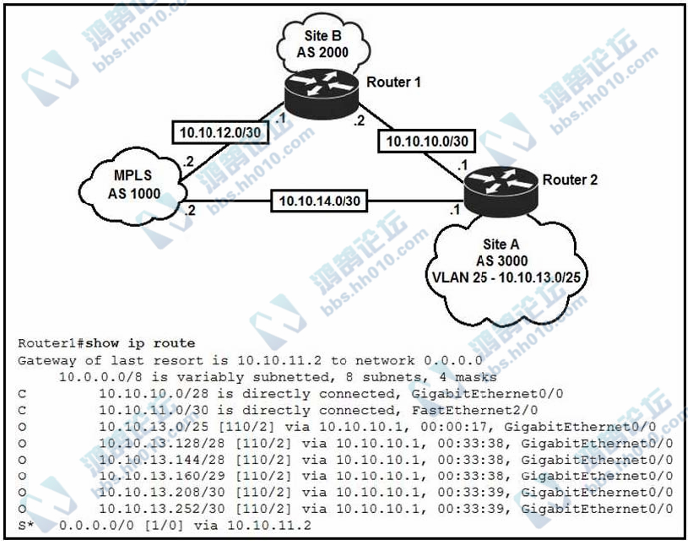 Site B
AS 2000
Router 1
.1
.2
10.10.12.0/30
10.10.10.0/30
.2
.1
MPLS
AS 1000
Router 2
.2
10.10.14.0/30
.1
Site A
AS 3000
VLAN 25 - 10.10.13.0/25
Router1#show ip route
Gateway of last resort is 10.10.11.2 to network 0.0.0.0
10.0.0.0/8 is variably subnetted, 8 subnets, 4 masks
C 10.10.10.0/28 is directly connected, GigabitEthernet0/0
C 10.10.11.0/30 is directly connected, FastEthernet2/0
O 10.10.13.0/25 [110/2] via 10.10.10.1, 00:00:17, GigabitEthernet0/0
O 10.10.13.128/28 [110/2] via 10.10.10.1, 00:33:38, GigabitEthernet0/0
O 10.10.13.144/28 [110/2] via 10.10.10.1, 00:33:38, GigabitEthernet0/0
O 10.10.13.160/29 [110/2] via 10.10.10.1, 00:33:38, GigabitEthernet0/0
O 10.10.13.208/30 [110/2] via 10.10.10.1, 00:33:39, GigabitEthernet0/0
O 10.10.13.252/30 [110/2] via 10.10.10.1, 00:33:39, GigabitEthernet0/0
S* 0.0.0.0/0 [1/0] via 10.10.11.2
鸿鹄论坛
bbs.hh010.com